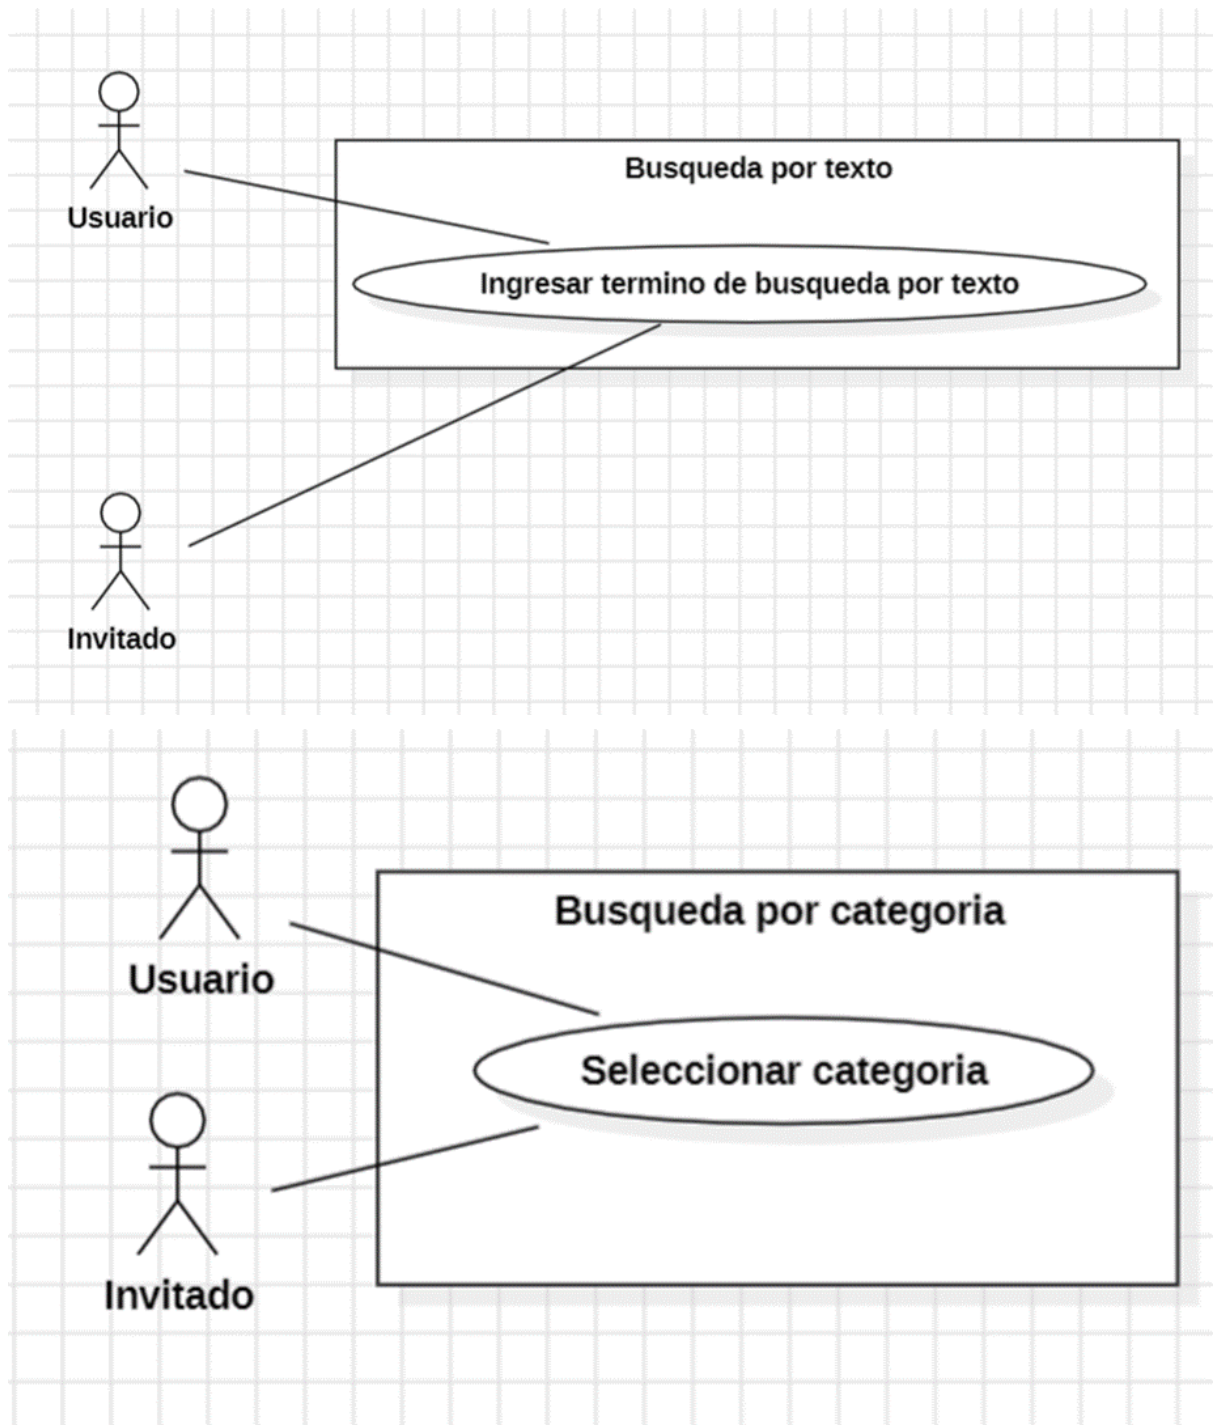 Usuario
Busqueda por texto
Ingresar termino de busqueda por texto
Invitado
Usuario
Busqueda por categoria
Seleccionar categoria
Invitado